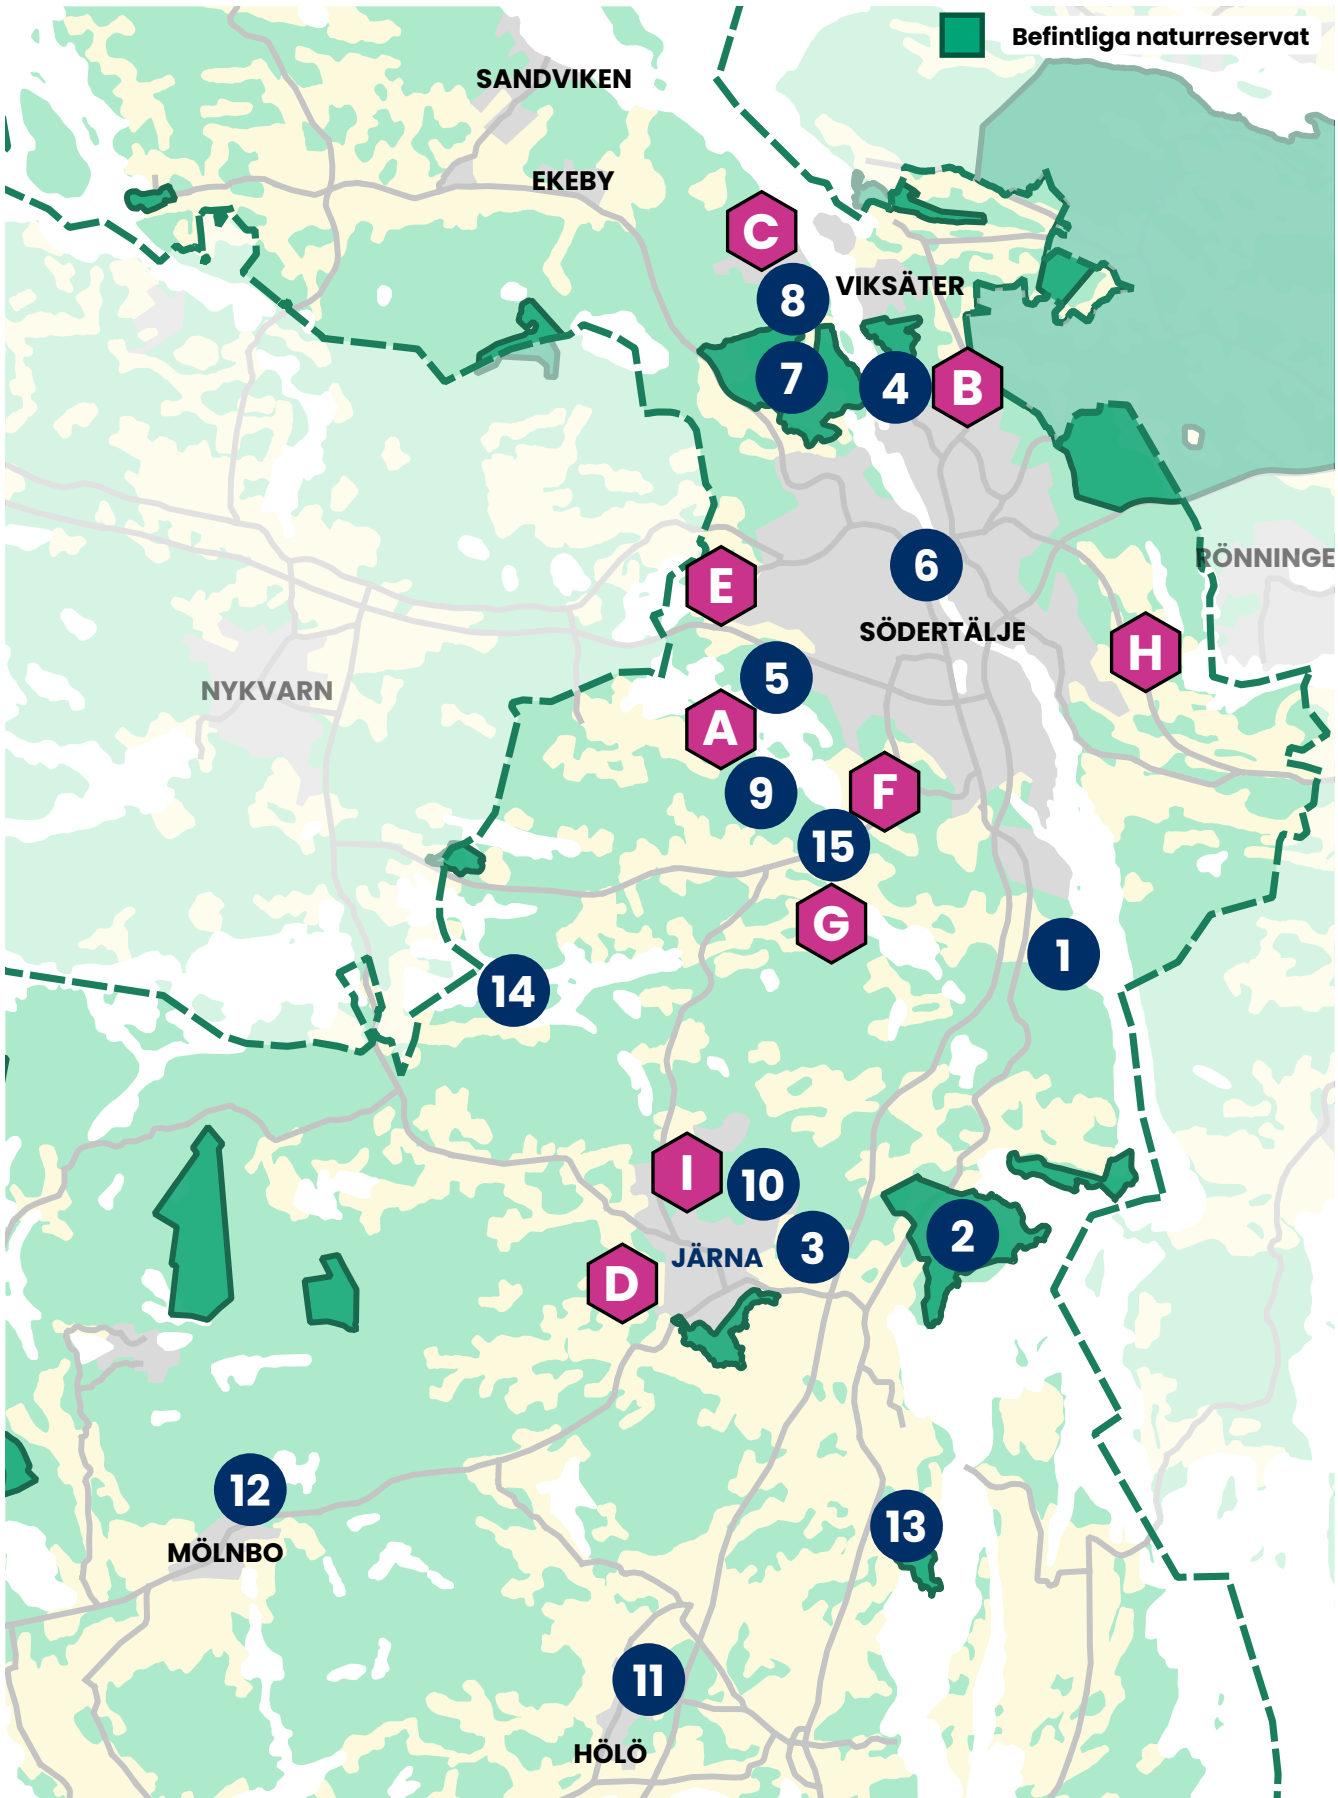 Befintliga naturreservat
SANDVIKEN
EKEBY
C
8
VIKSÄTER
7
4
B
E
6
RÖNNINGE
SÖDERTÄLJE
H
5
NYKVARN
A
9
F
15
G
1
14
I
10
2
3
JÄRNA
D
12
13
MÖLNBO
11
HÖLÖ